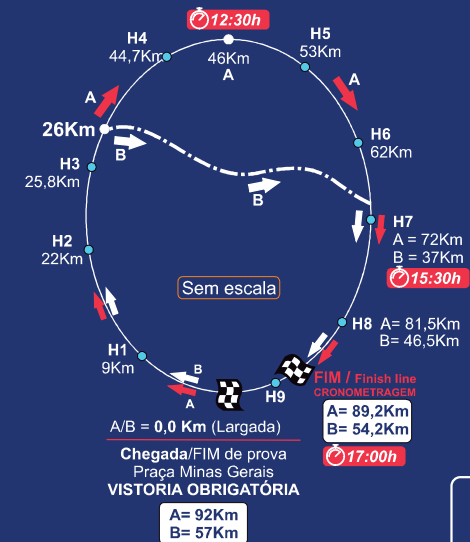 12:30h
H4
44,7Km
46Km
A
H5
53Km
A
A
26Km
B
H6
62Km
H3
25,8Km
B
H7
A = 72Km
B = 37Km
15:30h
H2
22Km
Sem escala
H8 A= 81,5Km
B= 46,5Km
H1
9Km
B
A
H9
FIM / Finish line
CRONOMETRAGEM
A= 89,2Km
B= 54,2Km
17:00h
A/B = 0,0 Km (Largada)
Chegada/FIM de prova
Praça Minas Gerais
VISTORIA OBRIGATÓRIA
A= 92Km
B= 57Km